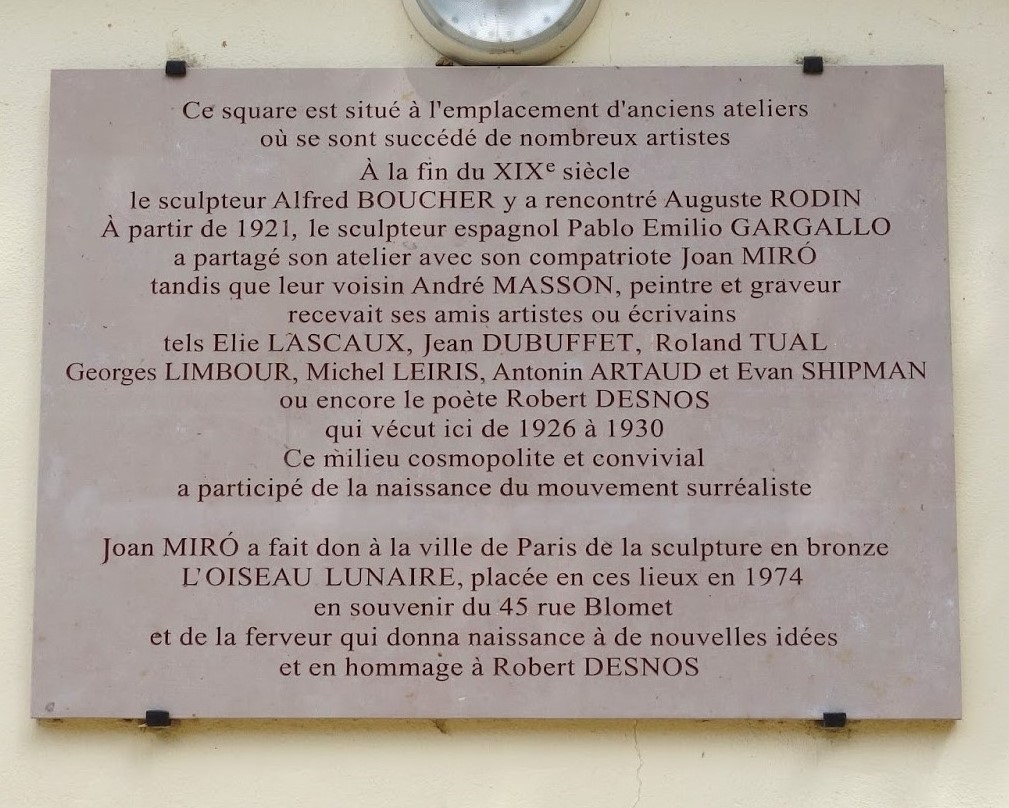 Ce square est situé à l'emplacement d'anciens ateliers
où se sont succédé de nombreux artistes
À la fin du XIXe siècle
le sculpteur Alfred BOUCHER y a rencontré Auguste RODIN
À partir de 1921, le sculpteur espagnol Pablo Emilio GARGALLO
a partagé son atelier avec son compatriote Joan MIRÓ
tandis que leur voisin André MASSON, peintre et graveur
recevait ses amis artistes ou écrivains
tels Elie LASCAUX, Jean DUBUFFET, Roland TUAL
Georges LIMBOUR, Michel LEIRIS, Antonin ARTAUD et Evan SHIPMAN
ou encore le poète Robert DESNOS
qui vécut ici de 1926 à 1930
Ce milieu cosmopolite et convivial
a participé de la naissance du mouvement surréaliste
Joan MIRÓ a fait don à la ville de Paris de la sculpture en bronze
L'OISEAU LUNAIRE, placée en ces lieux en 1974
en souvenir du 45 rue Blomet
et de la ferveur qui donna naissance à de nouvelles idées
et en hommage à Robert DESNOS